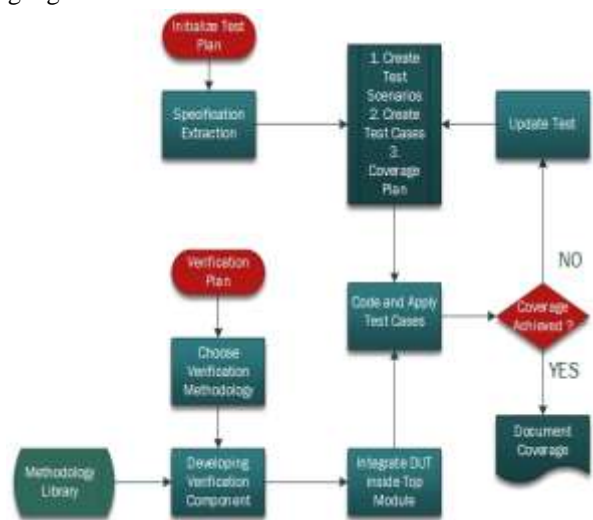 Initialize Test
Plan
1. Create
Test
Scenarios
2. Create
Test Cases
3.
Coverage
Plan
Specification
Extraction
Update Test
Verification
Plan
NO
Code and Apply
Test Cases
Coverage
Achieved ?
Choose
Verification
Methodology
YES
Document
Coverage
Methodology
Library
Developing
Verification
Component
Integrate DUT
inside Top
Module